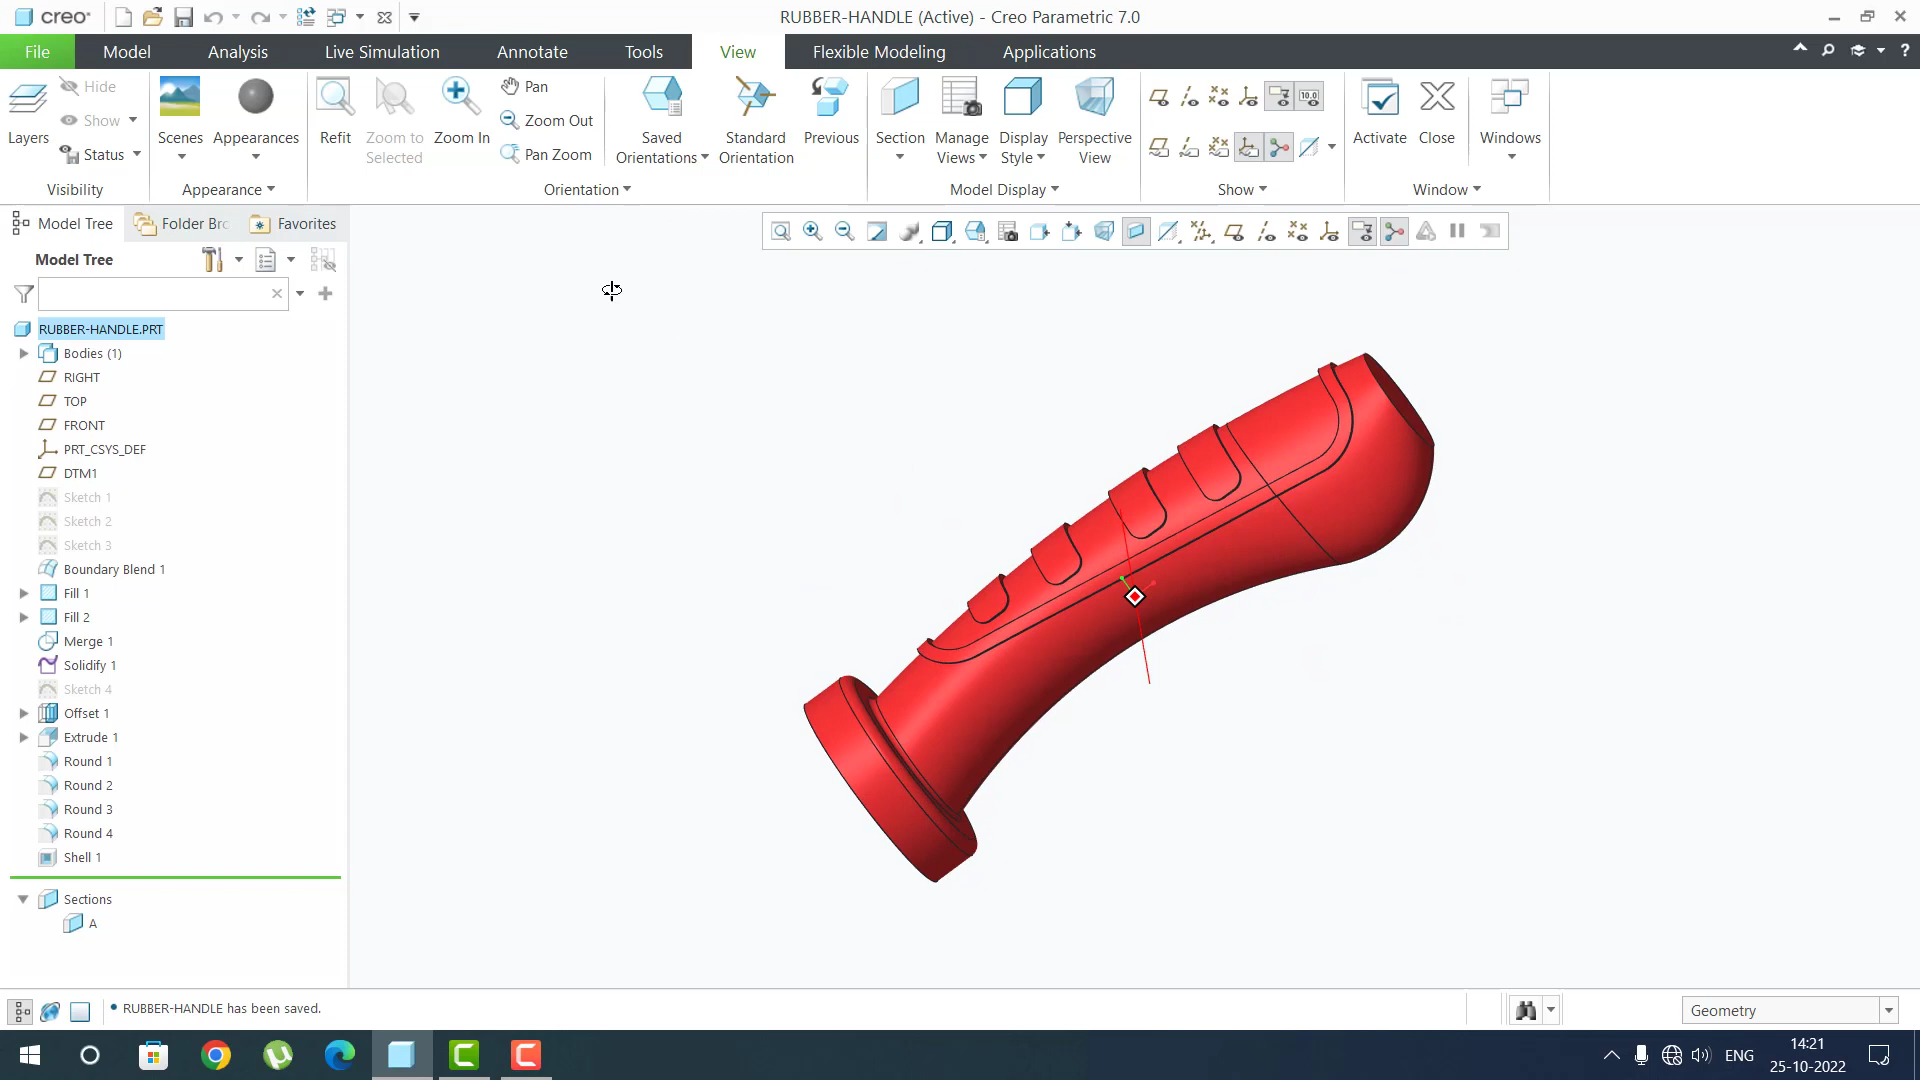 creo
RUBBER-HANDLE (Active) - Creo Parametric 7.0
File Model Analysis Live Simulation Annotate Tools View Flexible Modeling Applications
Layers
Hide
Show
Status
Visibility
Scenes
Appearances
Appearance
Refit
Zoom to
Selected
Zoom In
Pan
Zoom Out
Pan Zoom
Saved
Orientations
Standard
Orientation
Previous
Orientation
Section
Manage
Views
Display
Style
Perspective
View
Model Display
10.0
Show
Activate
Close
Windows
Window
Model Tree Folder Brc Favorites
Model Tree
RUBBER-HANDLE.PRT
Bodies (1)
RIGHT
TOP
FRONT
PRT_CSYS_DEF
DTM1
Sketch 1
Sketch 2
Sketch 3
Boundary Blend 1
Fill 1
Fill 2
Merge 1
Solidify 1
Sketch 4
Offset 1
Extrude 1
Round 1
Round 2
Round 3
Round 4
Shell 1
Sections
A
• RUBBER-HANDLE has been saved.
Geometry
ENG
14:21
25-10-2022